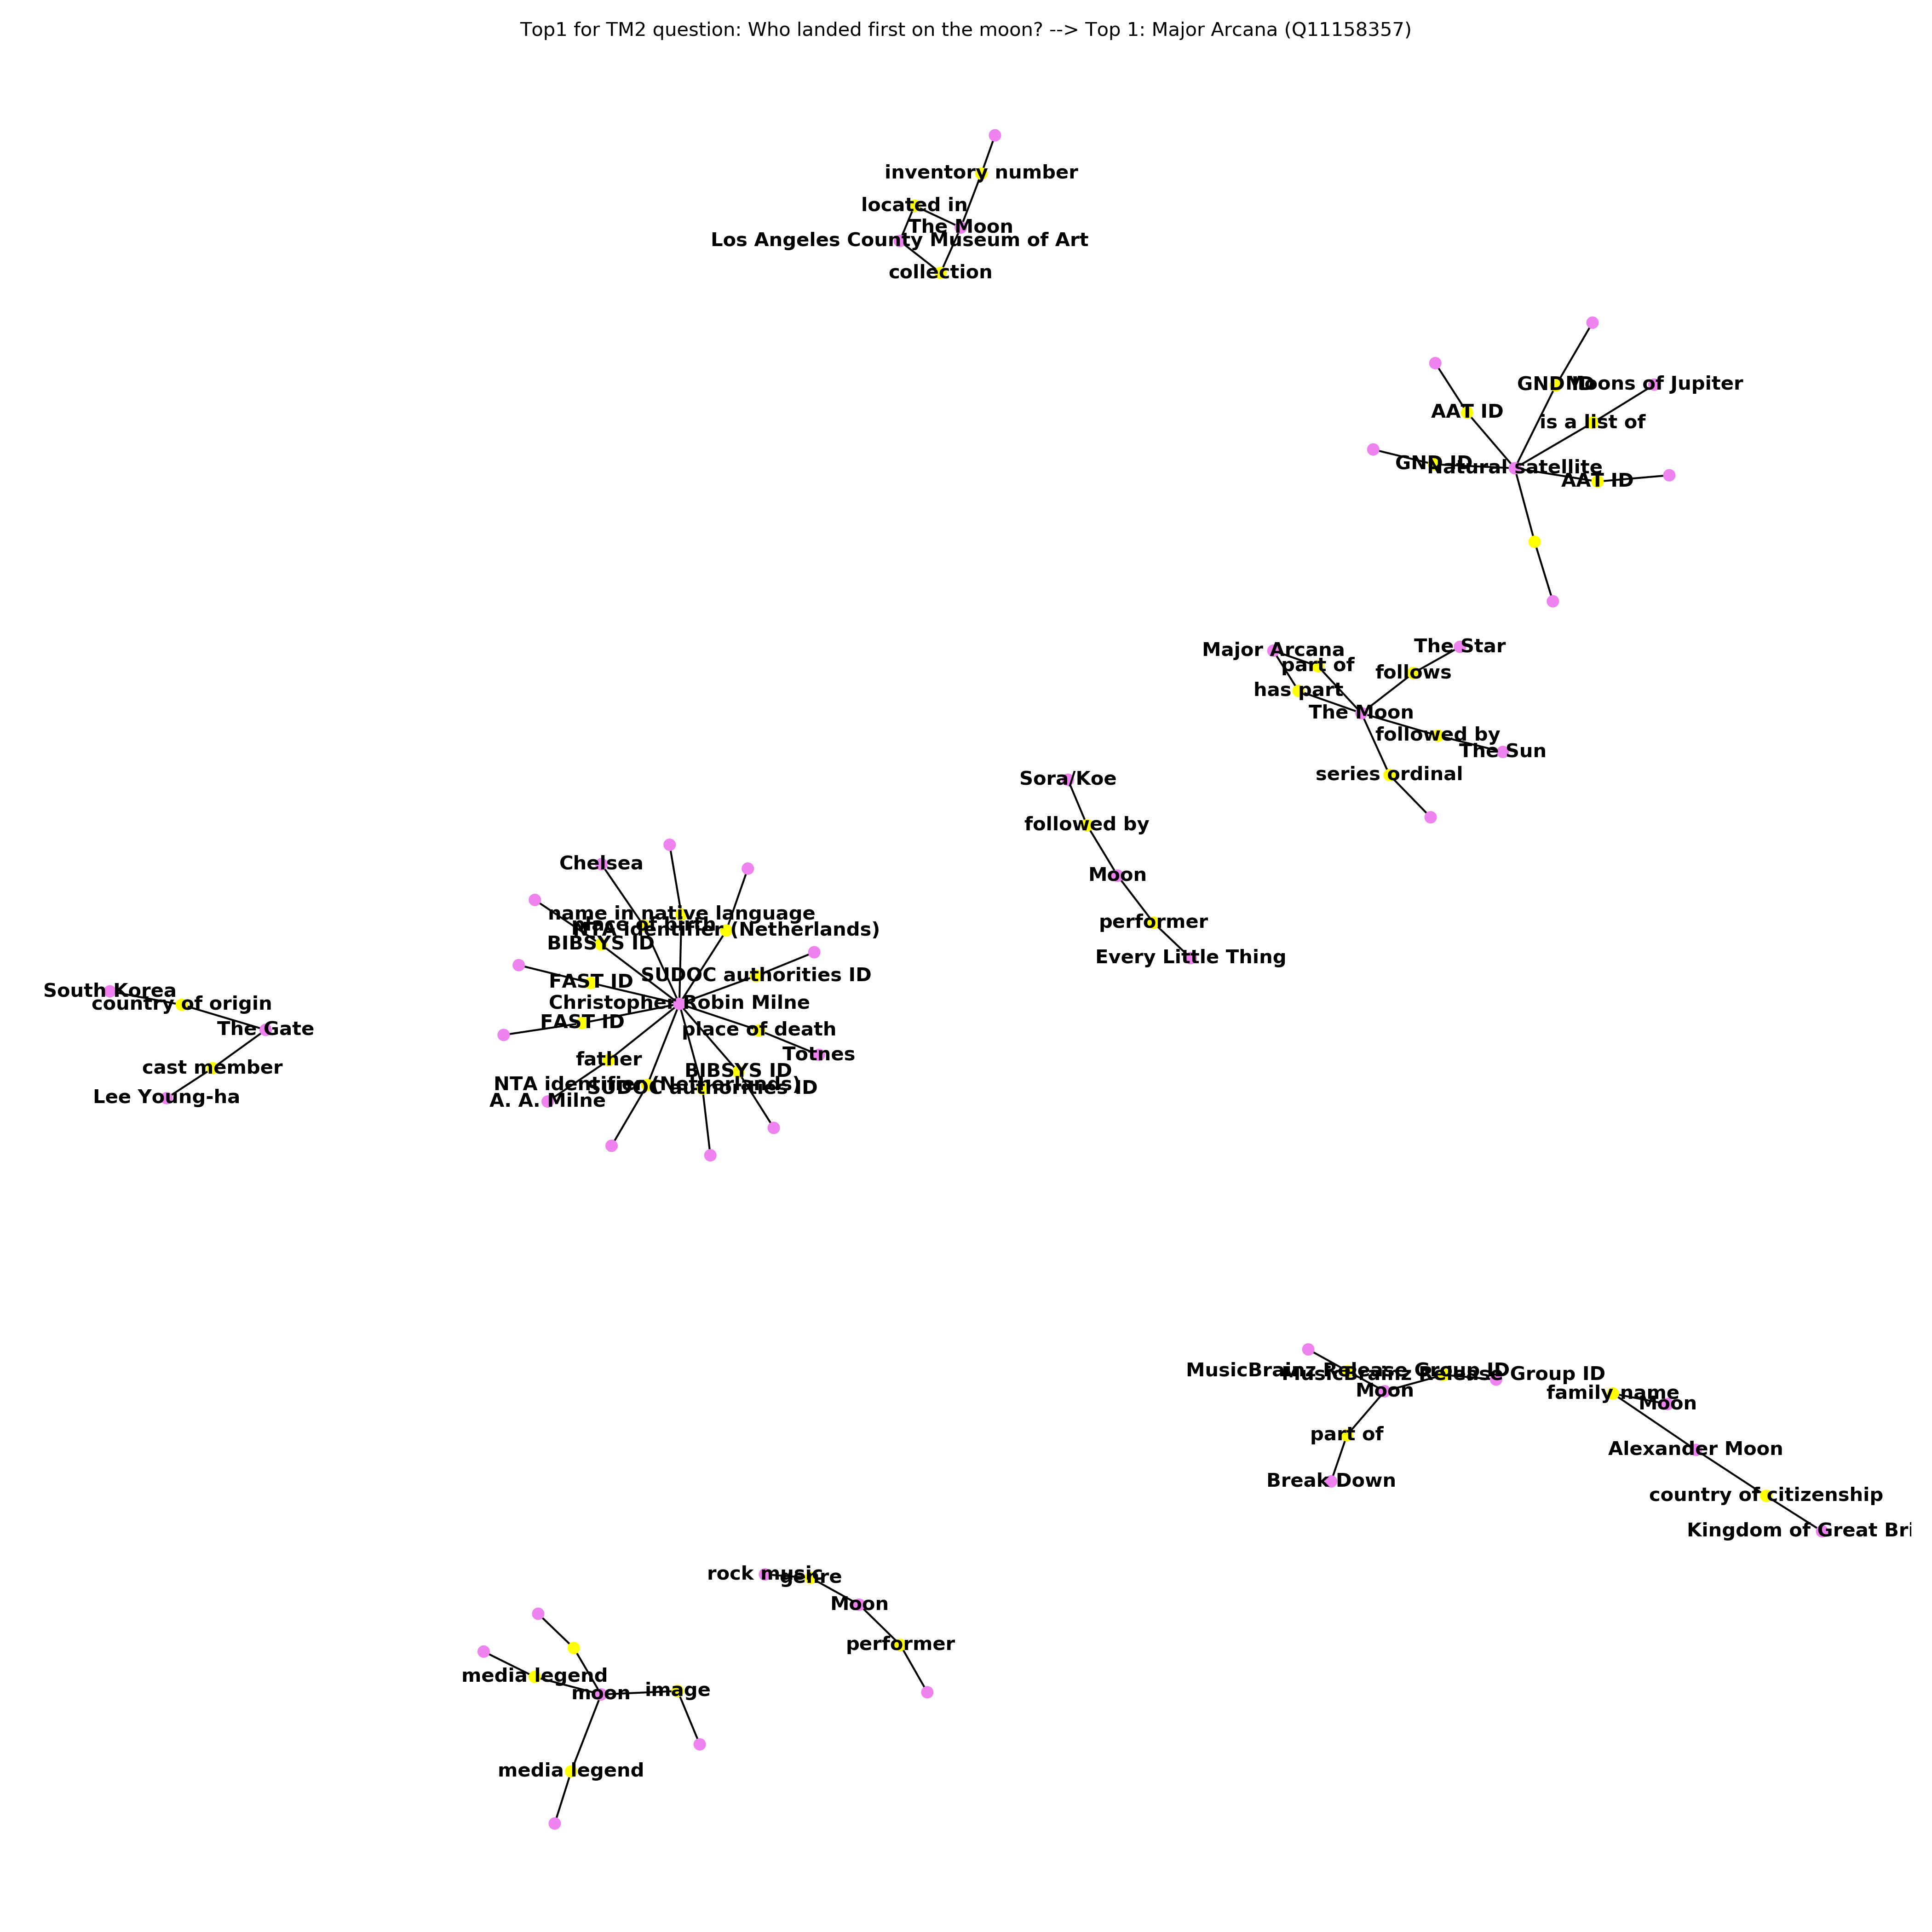 Top1 for TM2 question: Who landed first on the moon? --> Top 1: Major Arcana (Q11158357)
inventory number
located in
The Moon
Los Angeles County Museum of Art
collection
GND ID
Moons of Jupiter
AAT ID
is a list of
GND ID
Natural satellite
AAT ID
The Star
Major Arcana
part of
follows
has part
The Moon
followed by
The Sun
series ordinal
Sora/Koe
followed by
Moon
performer
Every Little Thing
Chelsea
name in native language
place of birth
NTA identifier (Netherlands)
BIBSYS ID
SUDOC authorities ID
FAST ID
Christopher Robin Milne
FAST ID
place of death
Totnes
father
BIBSYS ID
NTA identifier (Netherlands)
SUDOC authorities ID
A. A. Milne
South Korea
country of origin
The Gate
cast member
Lee Young-ha
MusicBrainz Release Group ID
MusicBrainz Release Group ID
Moon
part of
Break Down
family name
Moon
Alexander Moon
country of citizenship
Kingdom of Great Bri
rock music
genre
Moon
performer
media legend
moon
image
media legend